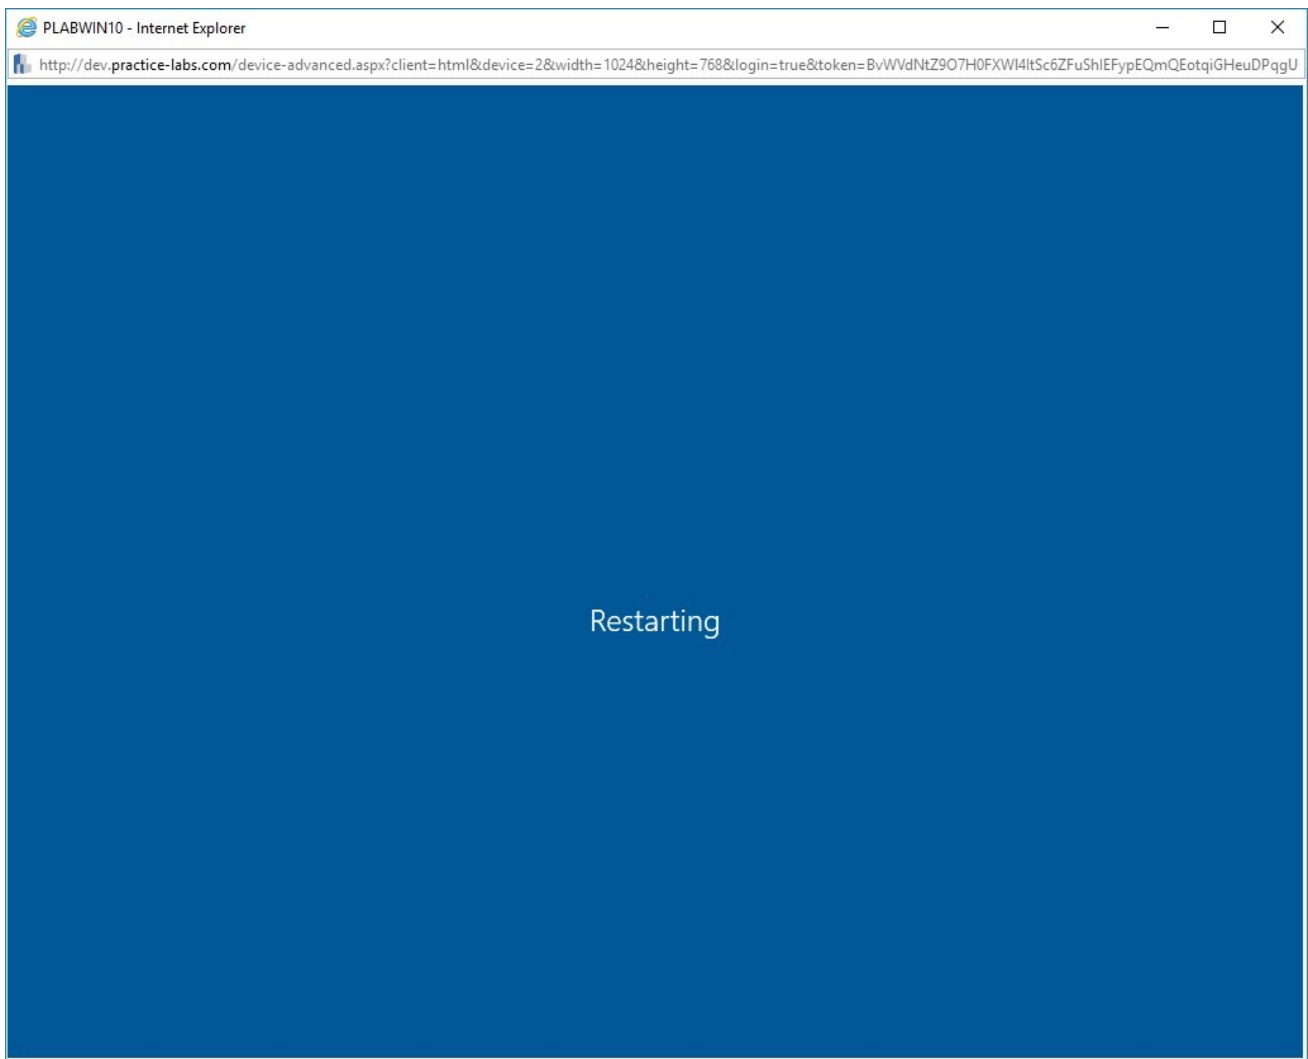 PLABWIN10 - Internet Explorer
http://dev.practice-labs.com/device-advanced.aspx?client=html&device=2&width=1024&height=768&login=true&token=BvWVdNtZ9O7H0FXWl4ltSc6ZFuShlEFypEQmQEotqiGHeuDPqgU
Restarting